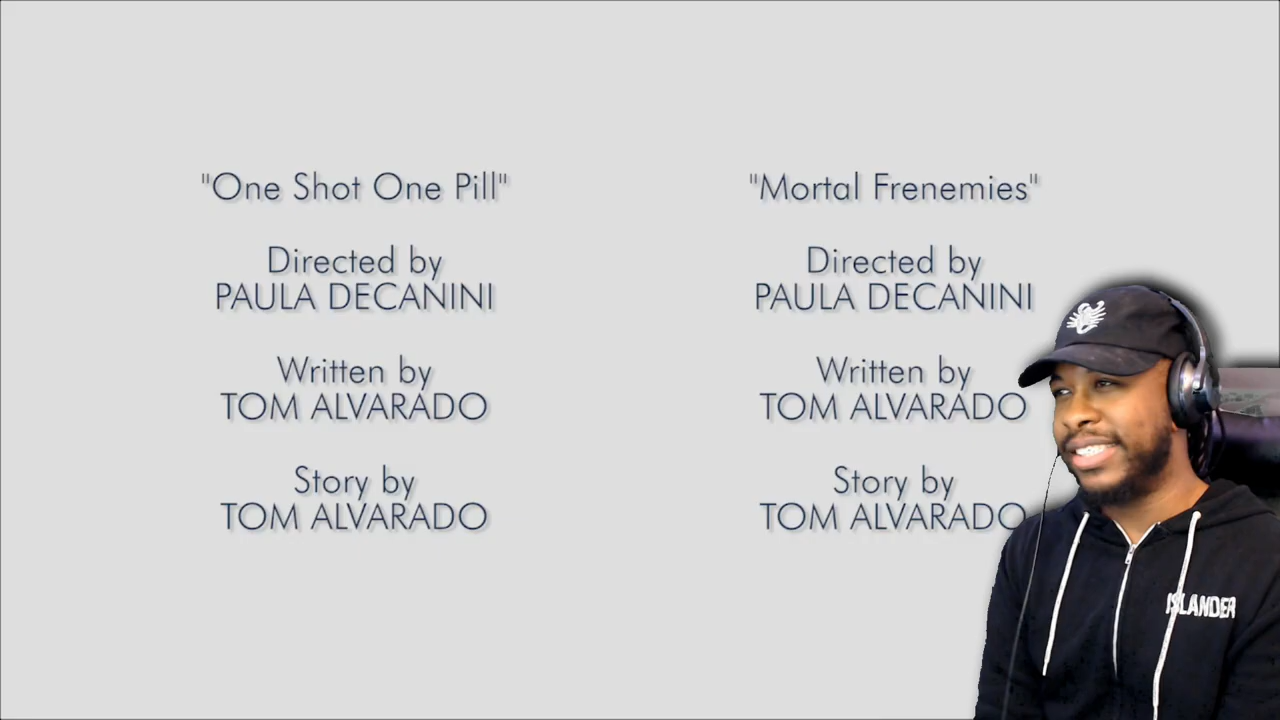 "One Shot One Pill"
Directed by
PAULA DECANINI
Written by
TOM ALVARADO
Story by
TOM ALVARADO
"Mortal Frenemies"
Directed by
PAULA DECANINI
Written by
TOM ALVARADO
Story by
TOM ALVARADO
ISLANDER